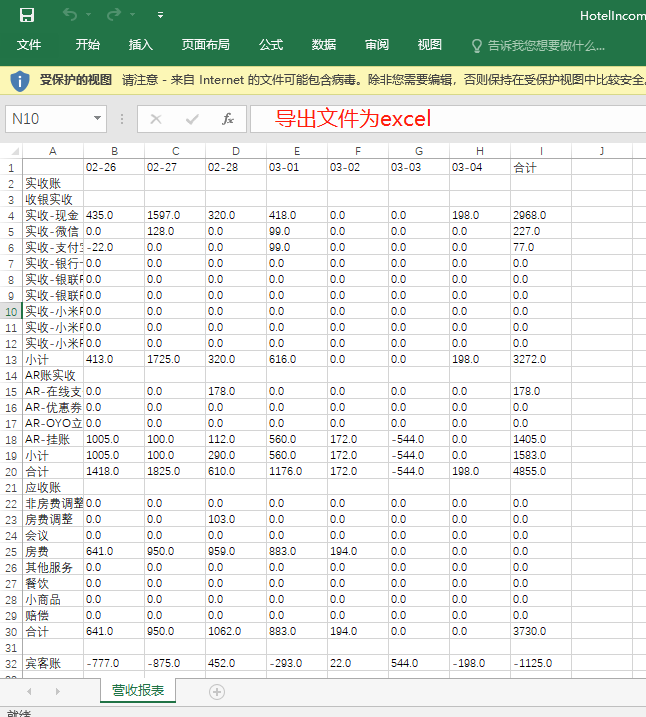 HotelIncom
文件 开始 插入 页面布局 公式 数据 审阅 视图 告诉我您想要做什么...
受保护的视图 请注意 - 来自 Internet 的文件可能包含病毒。除非您需要编辑，否则保持在受保护视图中比较安全。
N10 fx 导出文件为excel
A B C D E F G H I J
1 02-26 02-27 02-28 03-01 03-02 03-03 03-04 合计
2 实收账
3 收银实收
4 实收-现金 435.0 1597.0 320.0 418.0 0.0 0.0 198.0 2968.0
5 实收-微信 0.0 128.0 0.0 99.0 0.0 0.0 0.0 227.0
6 实收-支付宝 -22.0 0.0 0.0 99.0 0.0 0.0 0.0 77.0
7 实收-银行 0.0 0.0 0.0 0.0 0.0 0.0 0.0 0.0
8 实收-银联P 0.0 0.0 0.0 0.0 0.0 0.0 0.0 0.0
9 实收-银联P 0.0 0.0 0.0 0.0 0.0 0.0 0.0 0.0
10 实收-小米P 0.0 0.0 0.0 0.0 0.0 0.0 0.0 0.0
11 实收-小米P 0.0 0.0 0.0 0.0 0.0 0.0 0.0 0.0
12 实收-小米P 0.0 0.0 0.0 0.0 0.0 0.0 0.0 0.0
13 小计 413.0 1725.0 320.0 616.0 0.0 0.0 198.0 3272.0
14 AR账实收
15 AR-在线支 0.0 0.0 178.0 0.0 0.0 0.0 0.0 178.0
16 AR-优惠券 0.0 0.0 0.0 0.0 0.0 0.0 0.0 0.0
17 AR-OYO立 0.0 0.0 0.0 0.0 0.0 0.0 0.0 0.0
18 AR-挂账 1005.0 100.0 112.0 560.0 172.0 -544.0 0.0 1405.0
19 小计 1005.0 100.0 290.0 560.0 172.0 -544.0 0.0 1583.0
20 合计 1418.0 1825.0 610.0 1176.0 172.0 -544.0 198.0 4855.0
21 应收账
22 非房费调整 0.0 0.0 0.0 0.0 0.0 0.0 0.0 0.0
23 房费调整 0.0 0.0 103.0 0.0 0.0 0.0 0.0 0.0
24 会议 0.0 0.0 0.0 0.0 0.0 0.0 0.0 0.0
25 房费 641.0 950.0 959.0 883.0 194.0 0.0 0.0 0.0
26 其他服务 0.0 0.0 0.0 0.0 0.0 0.0 0.0 0.0
27 餐饮 0.0 0.0 0.0 0.0 0.0 0.0 0.0 0.0
28 小商品 0.0 0.0 0.0 0.0 0.0 0.0 0.0 0.0
29 赔偿 0.0 0.0 0.0 0.0 0.0 0.0 0.0 0.0
30 合计 641.0 950.0 1062.0 883.0 194.0 0.0 0.0 3730.0
31
32 宾客账 -777.0 -875.0 452.0 -293.0 22.0 544.0 -198.0 -1125.0
营收报表